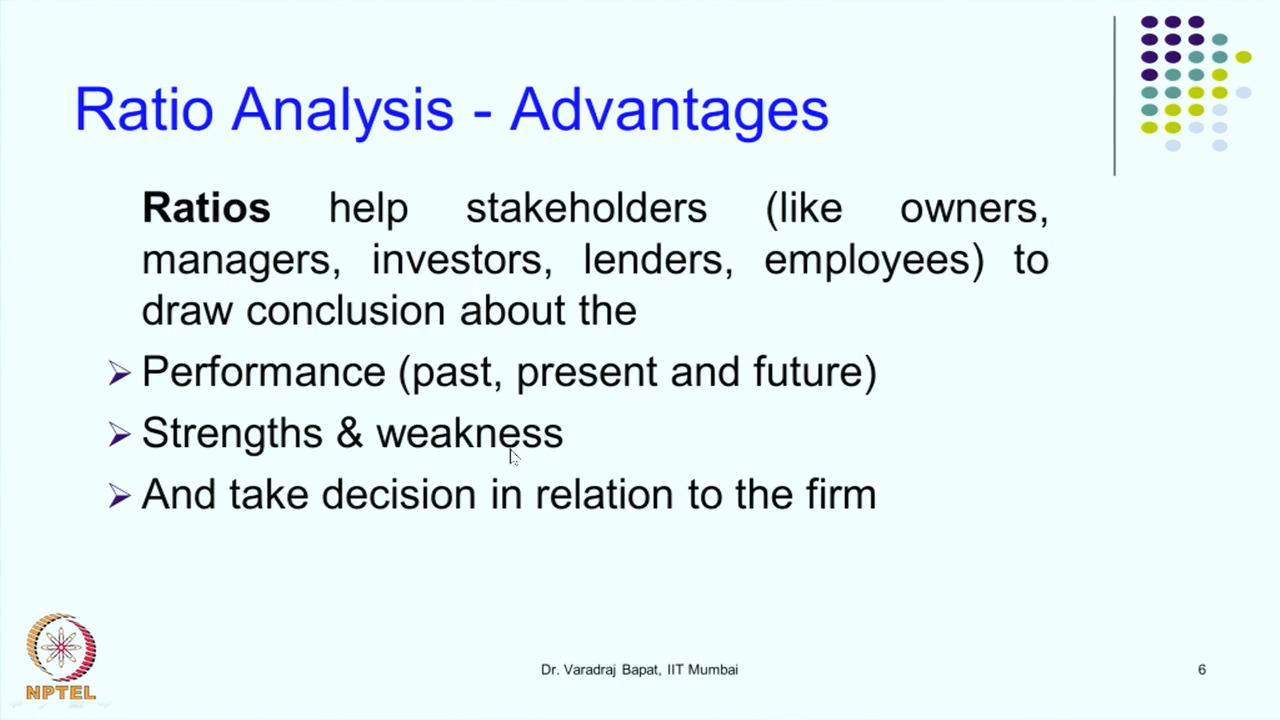 Ratio Analysis - Advantages
Ratios help stakeholders (like owners,
managers, investors, lenders, employees) to
draw conclusion about the
Performance (past, present and future)
Strengths & weakness
And take decision in relation to the firm
NPTEL
Dr. Varadraj Bapat, IIT Mumbai
6